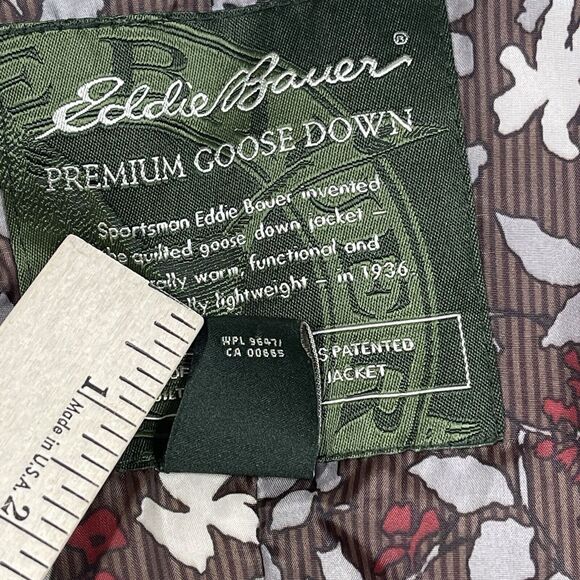 Eddie Bauer ®
PREMIUM GOOSE DOWN
Sportsman Eddie Bauer invented
the quilted goose down jacket –
warm, functional and
lightweight – in 1936.
WPL 9647/
CA 00665
PATENTED
JACKET
1
Made in U.S.A.
2